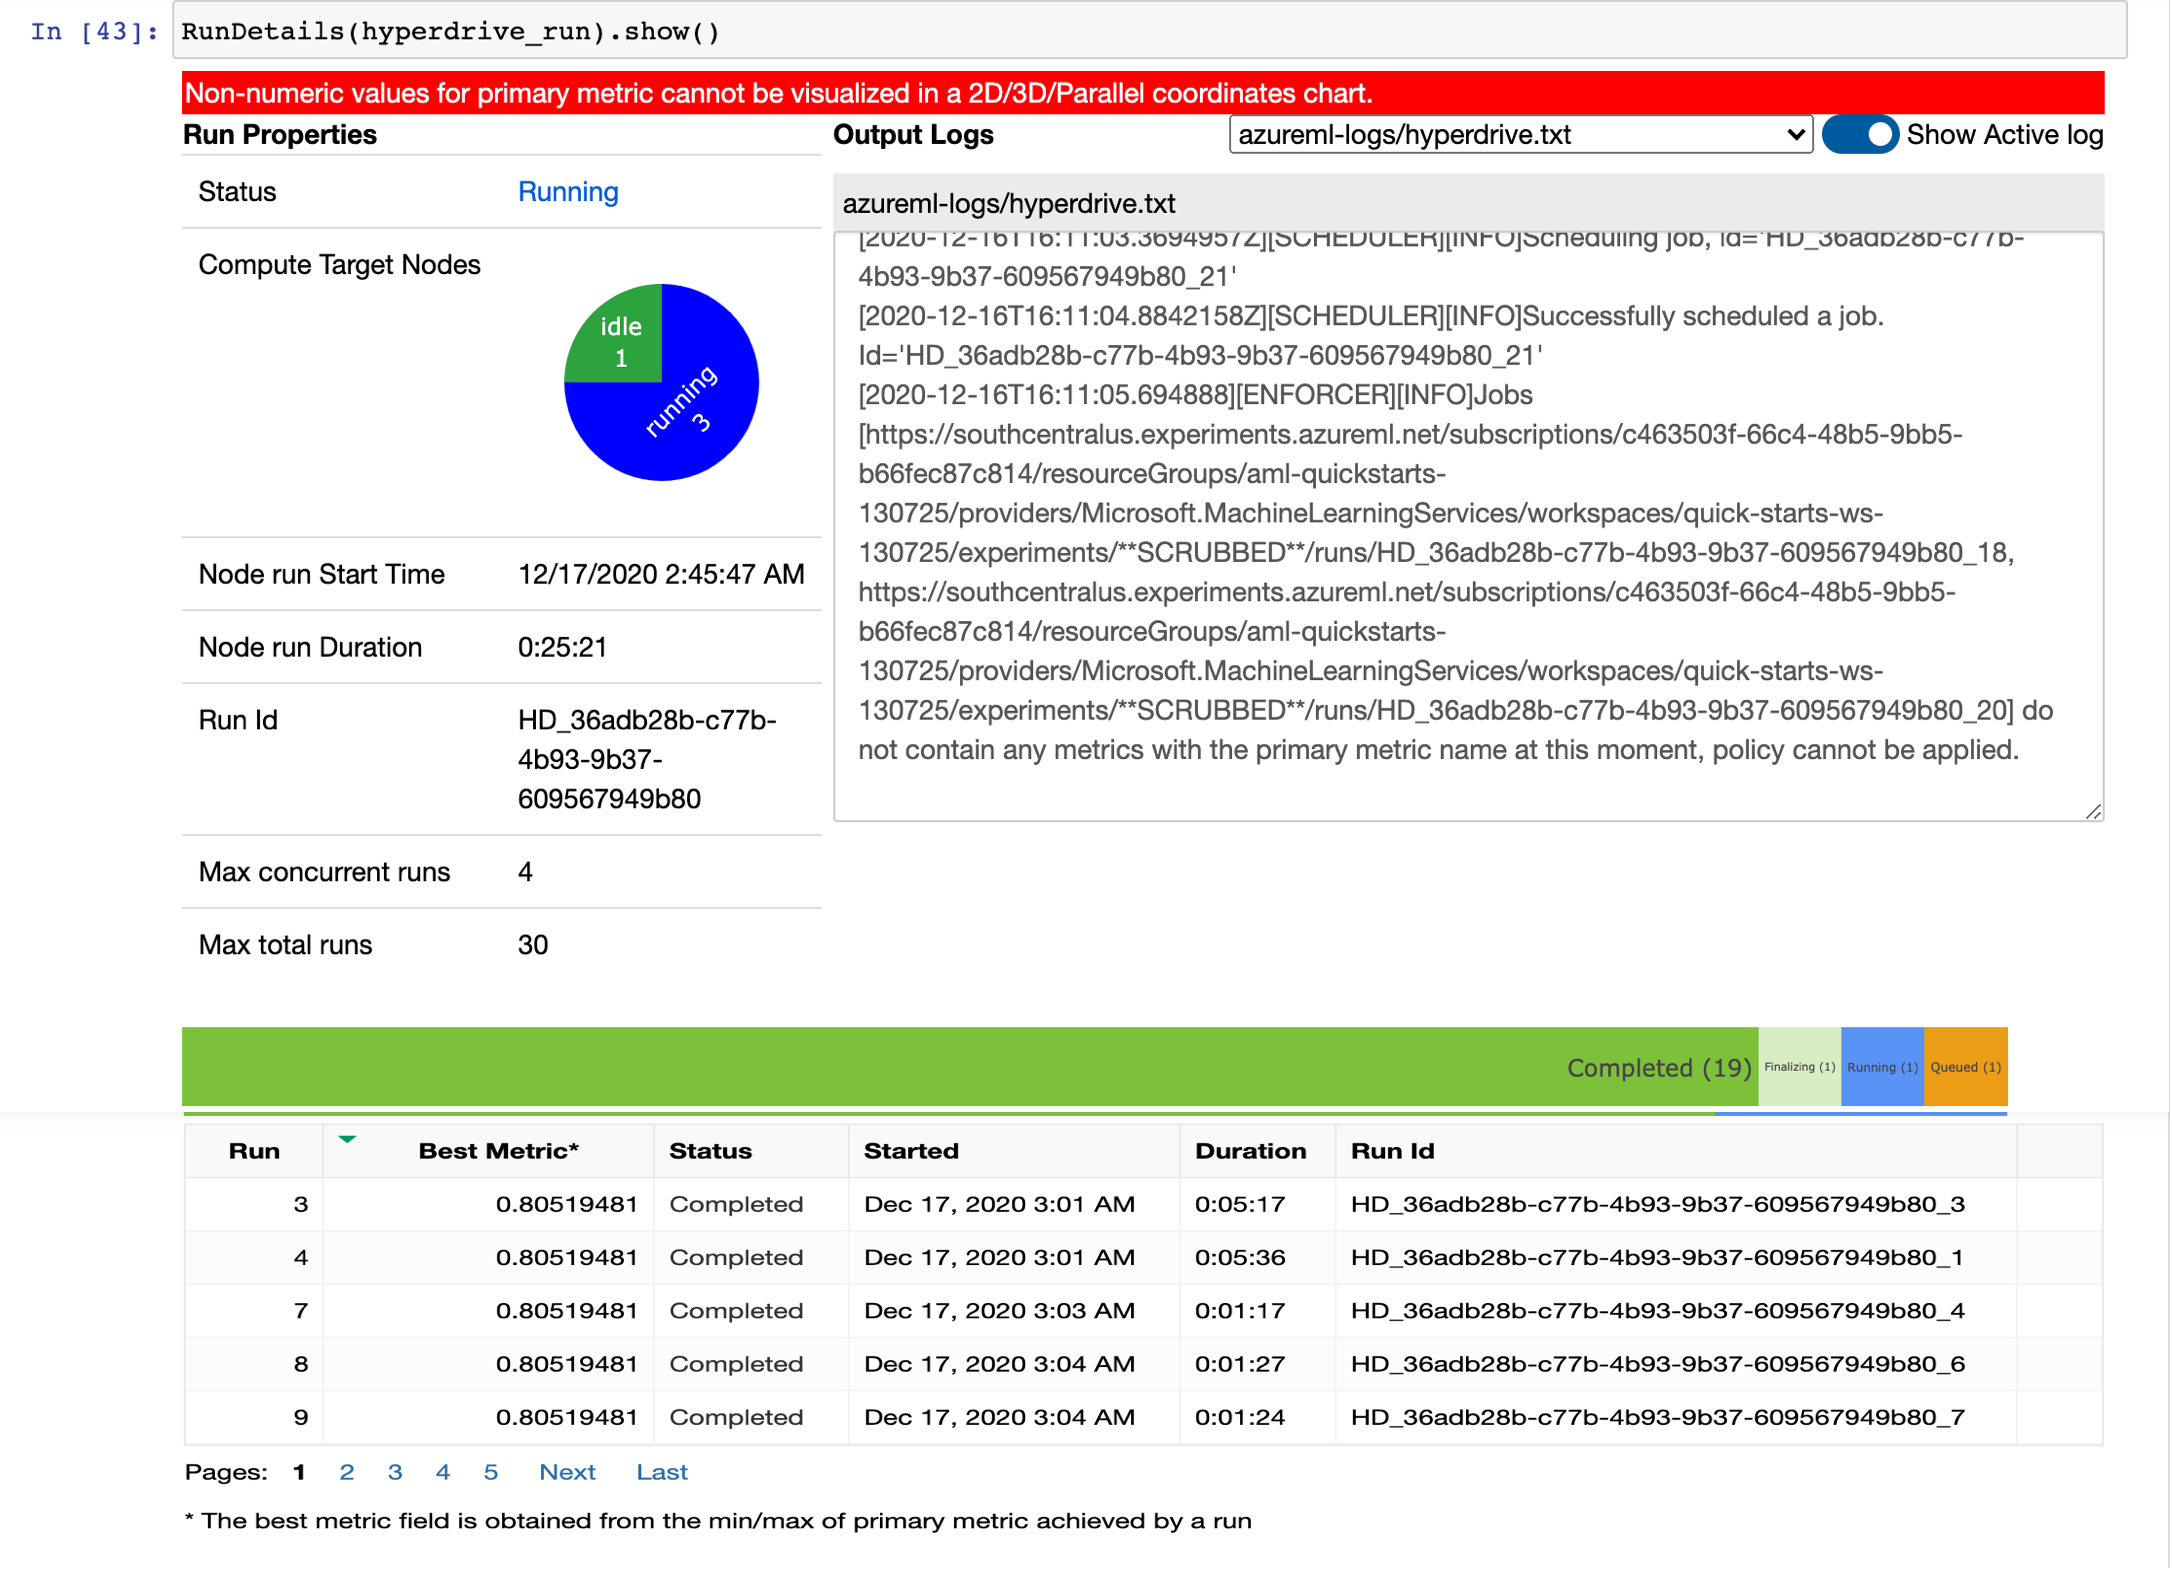 In [43]: RunDetails(hyperdrive_run).show()
Non-numeric values for primary metric cannot be visualized in a 2D/3D/Parallel coordinates chart.
Run Properties
Status Running
Compute Target Nodes
idle
1
running
3
Node run Start Time 12/17/2020 2:45:47 AM
Node run Duration 0:25:21
Run Id HD_36adb28b-c77b-
4b93-9b37-
609567949b80
Max concurrent runs 4
Max total runs 30
Output Logs azureml-logs/hyperdrive.txt Show Active log
azureml-logs/hyperdrive.txt
[2020-12-16T16:11:03.3694957Z][SCHEDULER][INFO]Scheduling job, id='HD_36adb28b-c77b-
4b93-9b37-609567949b80_21'
[2020-12-16T16:11:04.8842158Z][SCHEDULER][INFO]Successfully scheduled a job.
Id='HD_36adb28b-c77b-4b93-9b37-609567949b80_21'
[2020-12-16T16:11:05.694888][ENFORCER][INFO]Jobs
[https://southcentralus.experiments.azureml.net/subscriptions/c463503f-66c4-48b5-9bb5-
b66fec87c814/resourceGroups/aml-quickstarts-
130725/providers/Microsoft.MachineLearningServices/workspaces/quick-starts-ws-
130725/experiments/**SCRUBBED**/runs/HD_36adb28b-c77b-4b93-9b37-609567949b80_18,
https://southcentralus.experiments.azureml.net/subscriptions/c463503f-66c4-48b5-9bb5-
b66fec87c814/resourceGroups/aml-quickstarts-
130725/providers/Microsoft.MachineLearningServices/workspaces/quick-starts-ws-
130725/experiments/**SCRUBBED**/runs/HD_36adb28b-c77b-4b93-9b37-609567949b80_20] do
not contain any metrics with the primary metric name at this moment, policy cannot be applied.
Completed (19) Finalizing (1) Running (1) Queued (1)
Run Best Metric* Status Started Duration Run Id
3 0.80519481 Completed Dec 17, 2020 3:01 AM 0:05:17 HD_36adb28b-c77b-4b93-9b37-609567949b80_3
4 0.80519481 Completed Dec 17, 2020 3:01 AM 0:05:36 HD_36adb28b-c77b-4b93-9b37-609567949b80_1
7 0.80519481 Completed Dec 17, 2020 3:03 AM 0:01:17 HD_36adb28b-c77b-4b93-9b37-609567949b80_4
8 0.80519481 Completed Dec 17, 2020 3:04 AM 0:01:27 HD_36adb28b-c77b-4b93-9b37-609567949b80_6
9 0.80519481 Completed Dec 17, 2020 3:04 AM 0:01:24 HD_36adb28b-c77b-4b93-9b37-609567949b80_7
Pages: 1 2 3 4 5 Next Last
* The best metric field is obtained from the min/max of primary metric achieved by a run